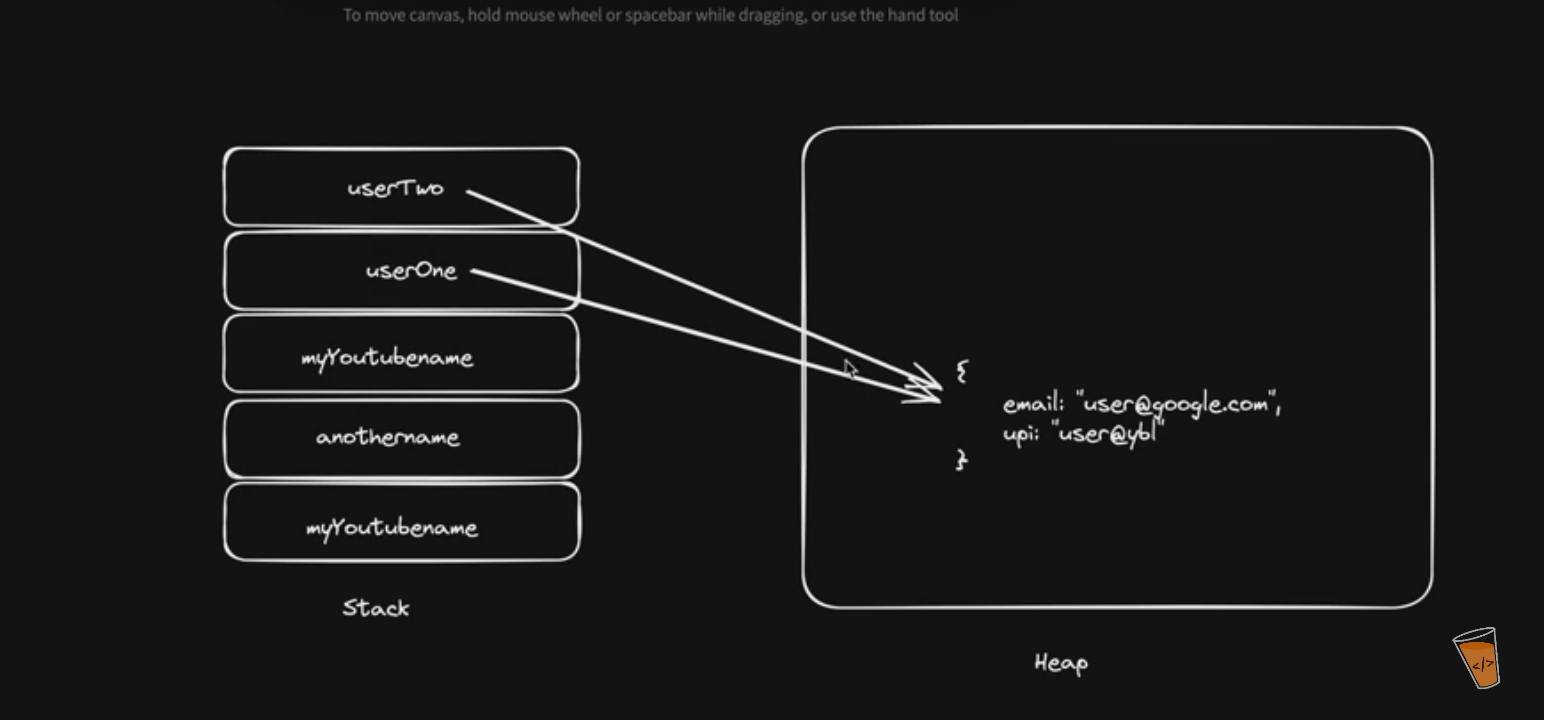 To move canvas, hold mouse wheel or spacebar while dragging, or use the hand tool
userTwo
userOne
myYoutubename
anothername
myYoutubename
Stack
{
email: "user@google.com",
upi: "user@ybl"
}
Heap
</>